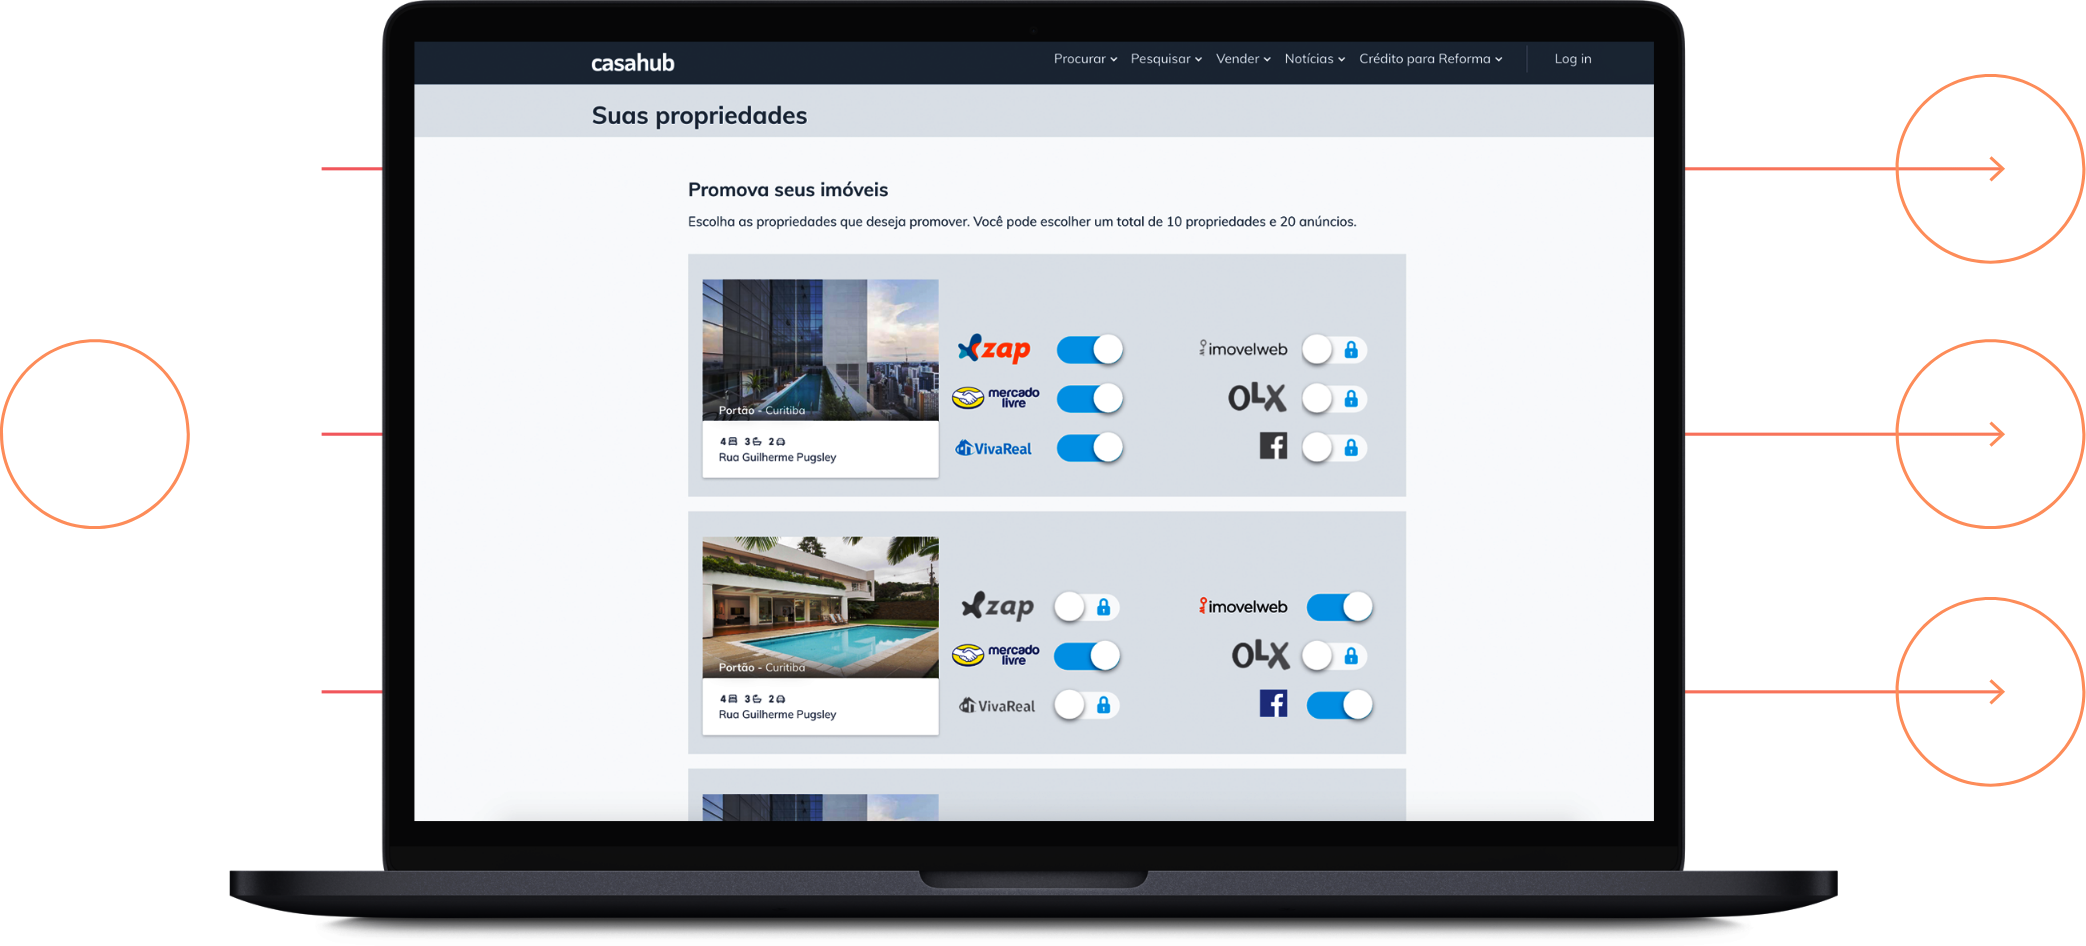 casahub
Procurar Pesquisar Vender Notícias Crédito para Reforma Log in
Suas propriedades
Promova seus imóveis
Escolha as propriedades que deseja promover. Você pode escolher um total de 10 propriedades e 20 anúncios.
zap
imovelweb
mercado
livre
OLX
Portão - Curitiba
VivaReal
f
4 3 2
Rua Guilherme Pugsley
zap
imovelweb
mercado
livre
OLX
Portão - Curitiba
VivaReal
f
4 3 2
Rua Guilherme Pugsley